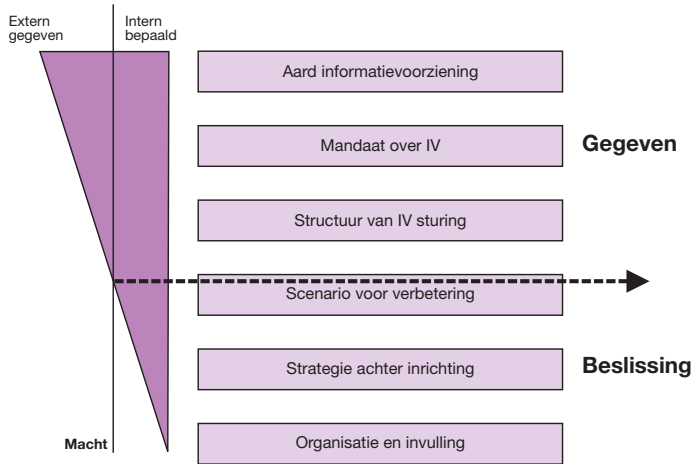 Extern
gegeven
Intern
bepaald
Aard informatievoorziening
Mandaat over IV
Gegeven
Structuur van IV sturing
Scenario voor verbetering
Strategie achter inrichting
Beslissing
Macht
Organisatie en invulling